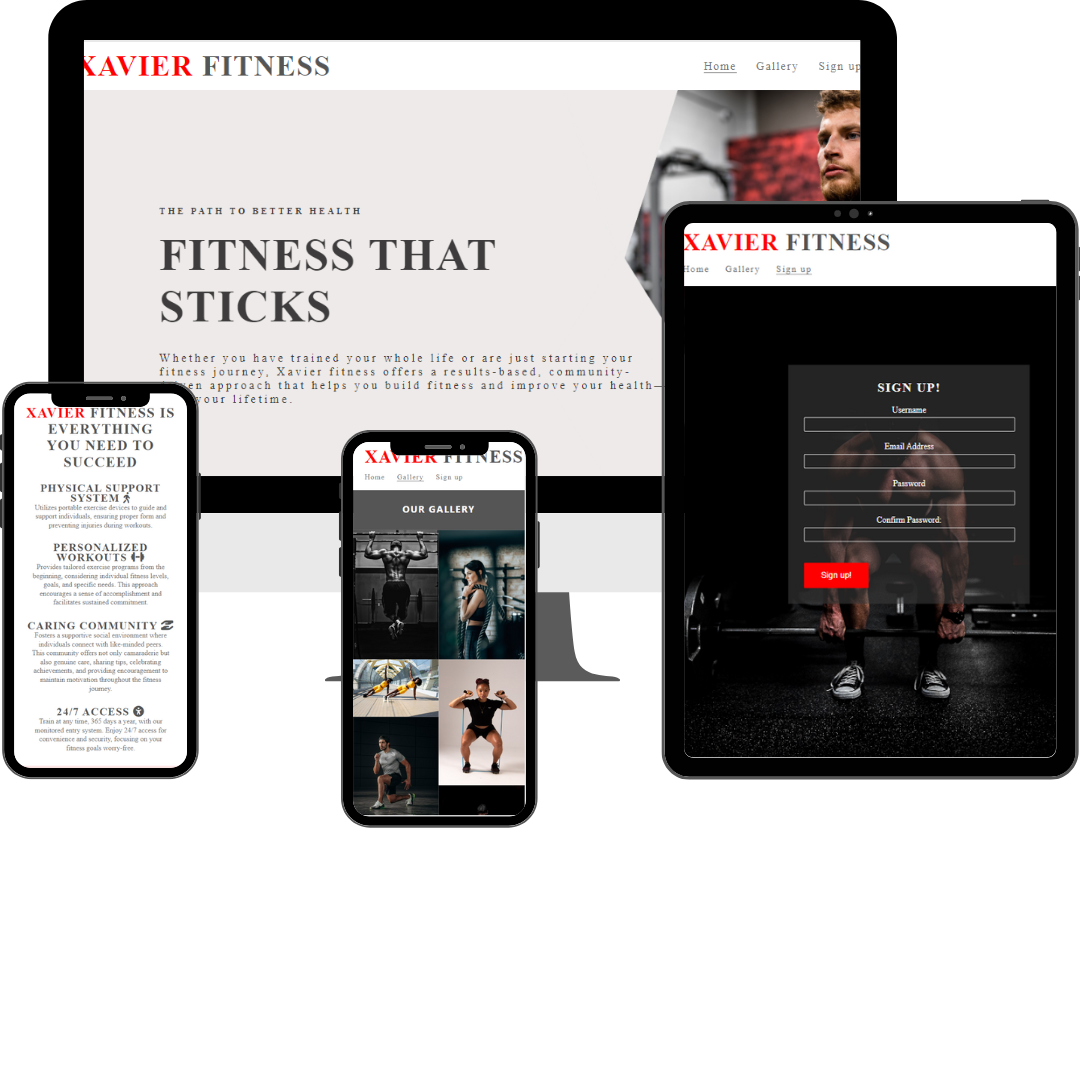 XAVIER FITNESS
Home Gallery Sign up
THE PATH TO BETTER HEALTH
FITNESS THAT
STICKS
Whether you have trained your whole life or are just starting your
fitness journey, Xavier fitness offers a results-based, community-
driven approach that helps you build fitness and improve your health—
your lifetime.
XAVIER FITNESS
Home Gallery Sign up
SIGN UP!
Username
Email Address
Password
Confirm Password:
Sign up!
XAVIER FITNESS IS
EVERYTHING
YOU NEED TO
SUCCEED
PHYSICAL SUPPORT
SYSTEM
Utilizes portable exercise devices to guide and
support individuals, ensuring proper form and
preventing injuries during workouts.
PERSONALIZED
WORKOUTS
Provides tailored exercise programs from the
beginning, considering individual fitness levels,
goals, and specific needs. This approach
encourages a sense of accomplishment and
facilitates sustained commitment.
CARING COMMUNITY
Fosters a supportive social environment where
individuals connect with like-minded peers.
This community offers not only camaraderie but
also genuine care, sharing tips, celebrating
achievements, and providing encouragement to
maintain motivation throughout the fitness
journey.
24/7 ACCESS
Train at any time, 365 days a year, with our
monitored entry system. Enjoy 24/7 access for
convenience and security, focusing on your
fitness goals worry-free.
XAVIER FITNESS
Home Gallery Sign up
OUR GALLERY